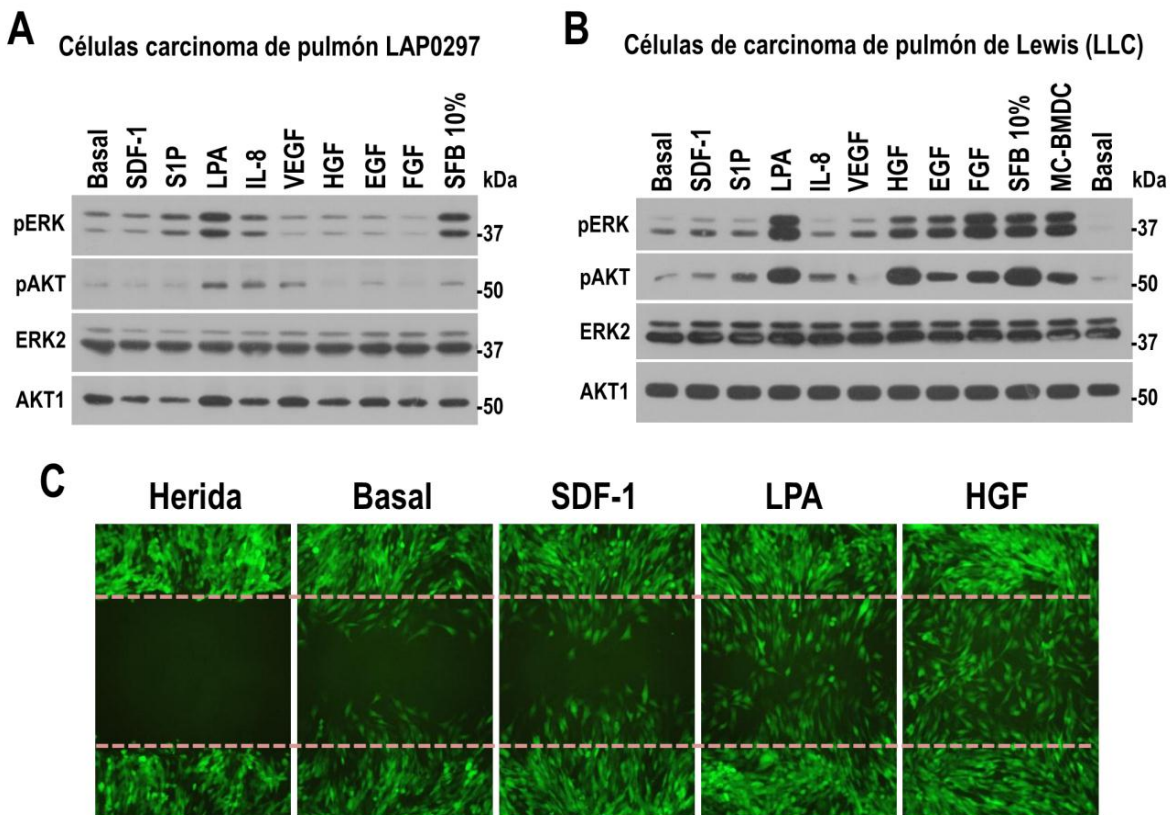 A
Células carcinoma de pulmón LAP0297
Basal
SDF-1
S1P
LPA
IL-8
VEGF
HGF
EGF
FGF
SFB 10%
kDa
pERK
-37
pAKT
-50
ERK2
-37
AKT1
-50
B
Células de carcinoma de pulmón de Lewis (LLC)
Basal
SDF-1
S1P
LPA
IL-8
VEGF
HGF
EGF
FGF
SFB 10%
MC-BMDC
Basal
kDa
pERK
-37
pAKT
-50
ERK2
-37
AKT1
-50
C
Herida
Basal
SDF-1
LPA
HGF